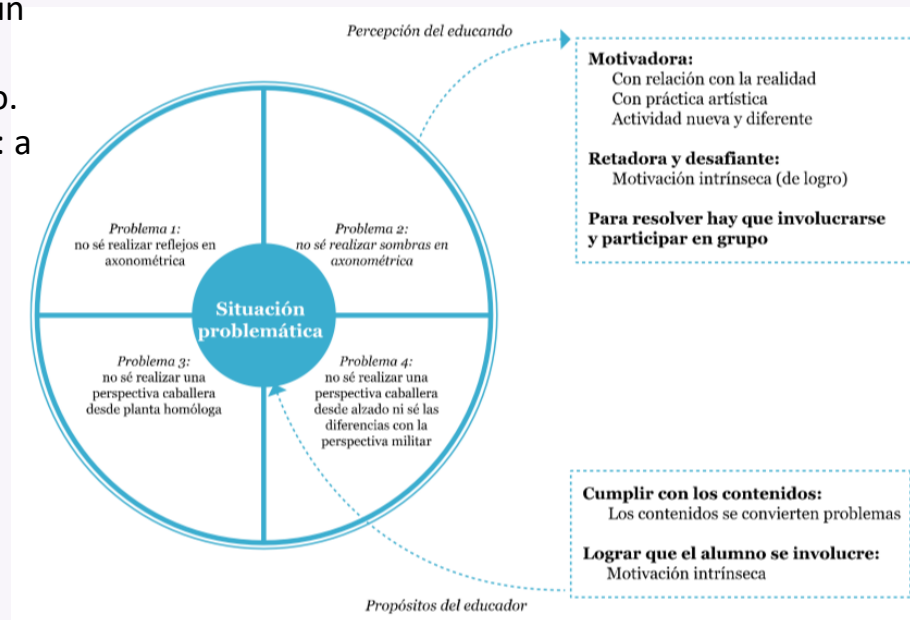 un
o.
: a
Percepción del educando
Motivadora:
Con relación con la realidad
Con práctica artística
Actividad nueva y diferente
Retadora y desafiante:
Motivación intrínseca (de logro)
Para resolver hay que involucrarse
y participar en grupo
Problema 1:
no sé realizar reflejos en
axonométrica
Problema 2:
no sé realizar sombras en
axonométrica
Situación
problemática
Problema 3:
no sé realizar una
perspectiva caballera
desde planta homóloga
Problema 4:
no sé realizar una
perspectiva caballera
desde alzado ni sé las
diferencias con la
perspectiva militar
Cumplir con los contenidos:
Los contenidos se convierten problemas
Lograr que el alumno se involucre:
Motivación intrínseca
Propósitos del educador